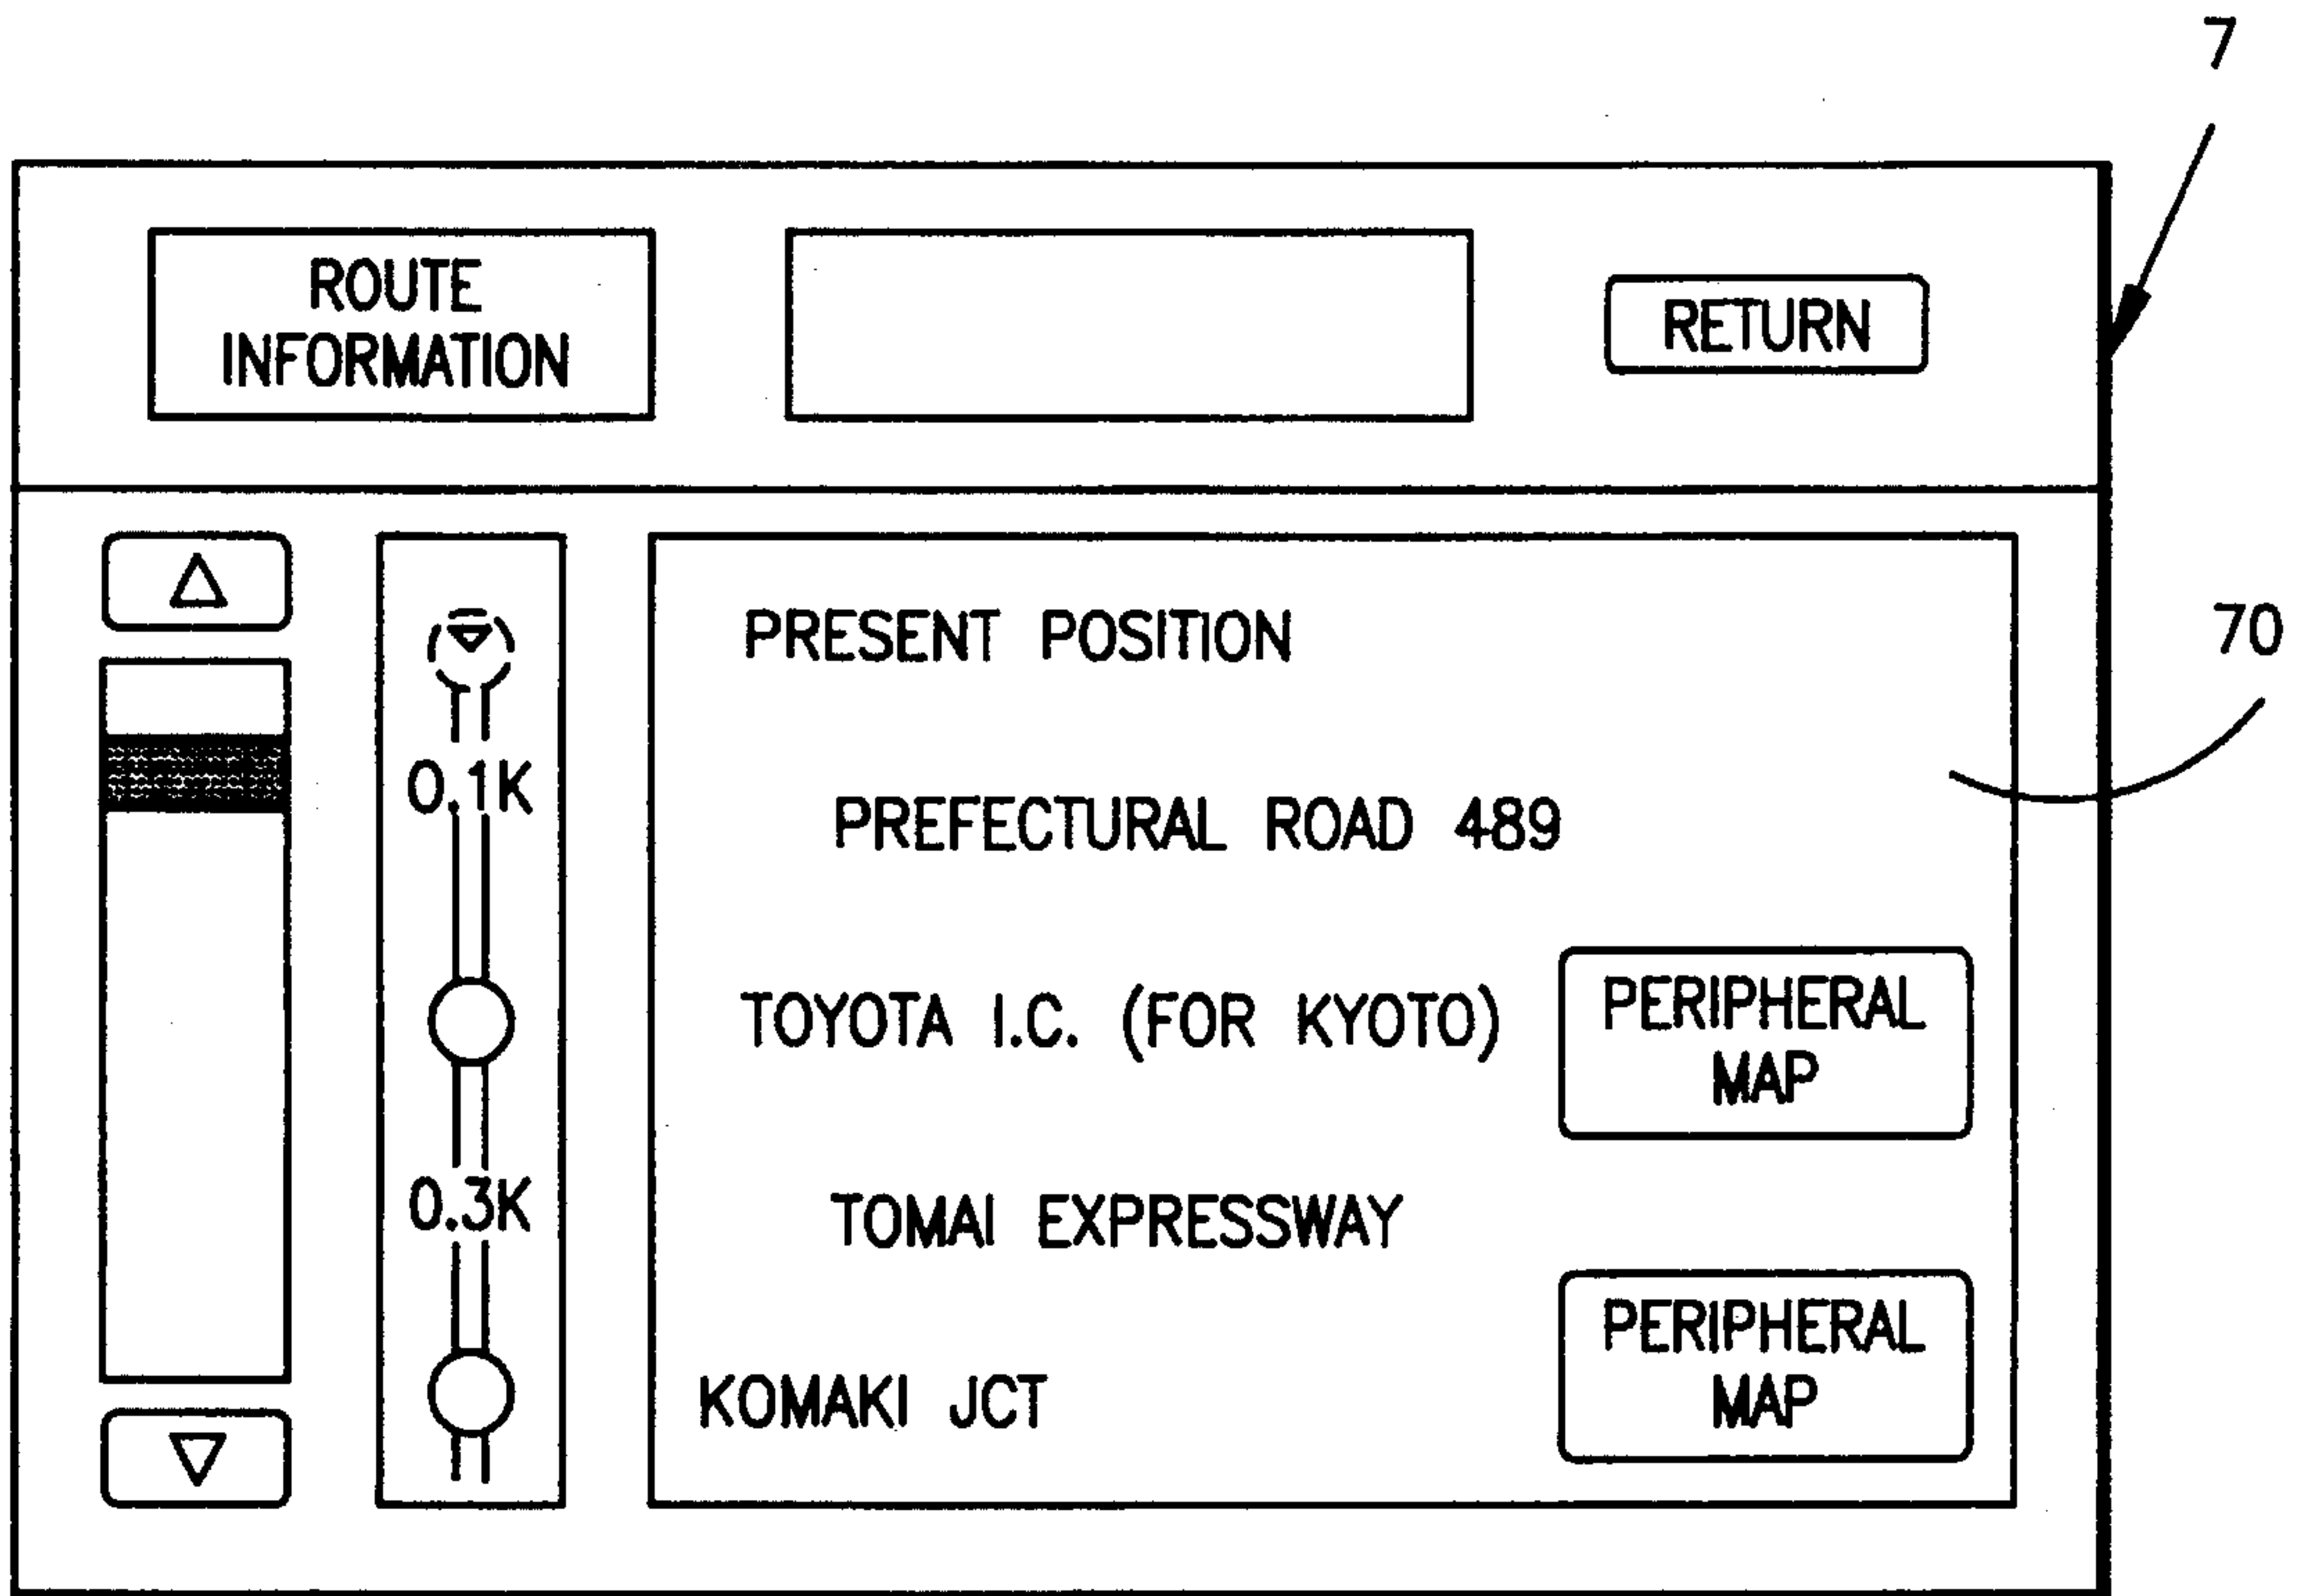 7
ROUTE
INFORMATION
RETURN
PRESENT POSITION
70
0.1K
PREFECTURAL ROAD 489
TOYOTA I.C. (FOR KYOTO)
PERIPHERAL
MAP
0.3K
TOMAI EXPRESSWAY
KOMAKI JCT
PERIPHERAL
MAP